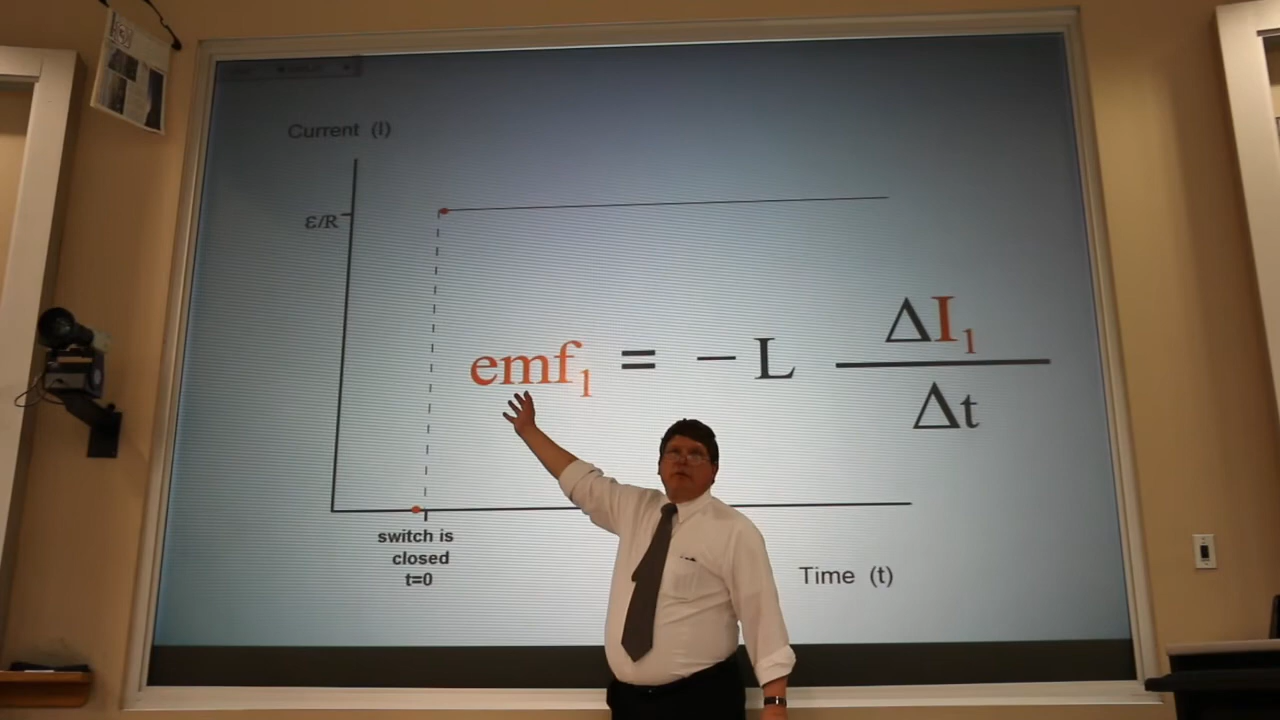 Current (I)
ε/R
emf₁ = − L ΔI₁
Δt
switch is
closed
t=0
Time (t)